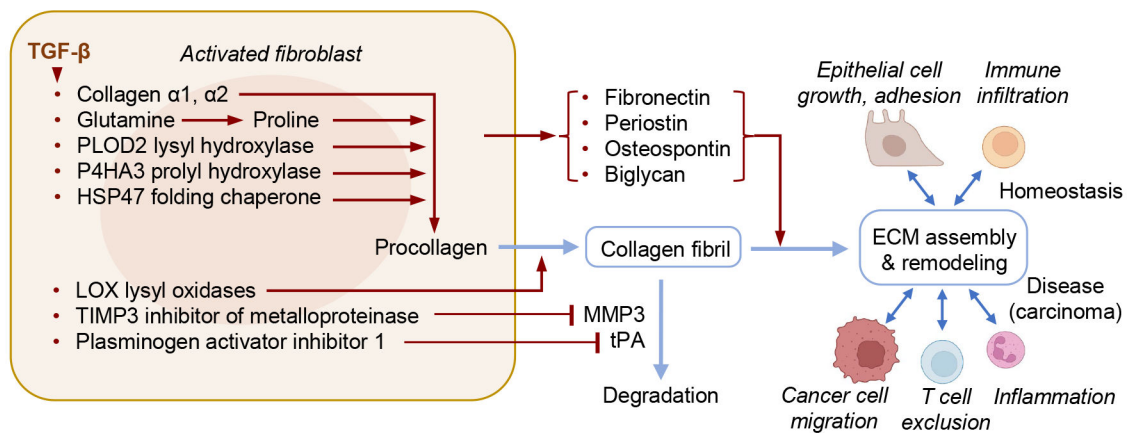 TGF-β
Activated fibroblast
• Collagen α1, α2
• Glutamine
Proline
• PLOD2 lysyl hydroxylase
• P4HA3 prolyl hydroxylase
• HSP47 folding chaperone
Procollagen
• LOX lysyl oxidases
• TIMP3 inhibitor of metalloproteinase
• Plasminogen activator inhibitor 1
• Fibronectin
• Periostin
• Osteospontin
• Biglycan
Collagen fibril
MMP3
tPA
Degradation
Epithelial cell
growth, adhesion
Immune
infiltration
Homeostasis
ECM assembly
& remodeling
Disease
(carcinoma)
Cancer cell
migration
T cell
exclusion
Inflammation